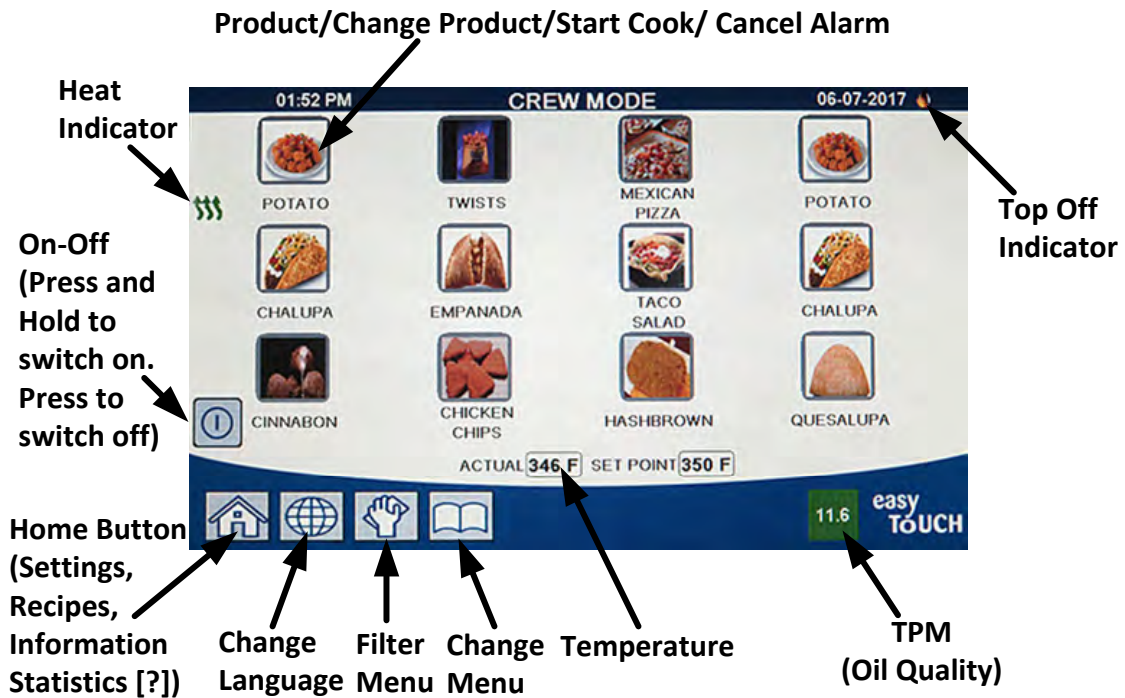 Product/Change Product/Start Cook/ Cancel Alarm
Heat
Indicator
01:52 PM
CREW MODE
06-07-2017
POTATO
TWISTS
MEXICAN
PIZZA
POTATO
Top Off
Indicator
On-Off
(Press and
Hold to
switch on.
Press to
switch off)
CHALUPA
EMPANADA
TACO
SALAD
CHALUPA
CINNABON
CHICKEN
CHIPS
HASHBROWN
QUESALUPA
ACTUAL 346 F SET POINT 350 F
11.6
easy
TOUCH
Home Button
(Settings,
Recipes,
Information
Statistics [?])
Change
Language
Filter
Menu
Change
Menu
Temperature
TPM
(Oil Quality)